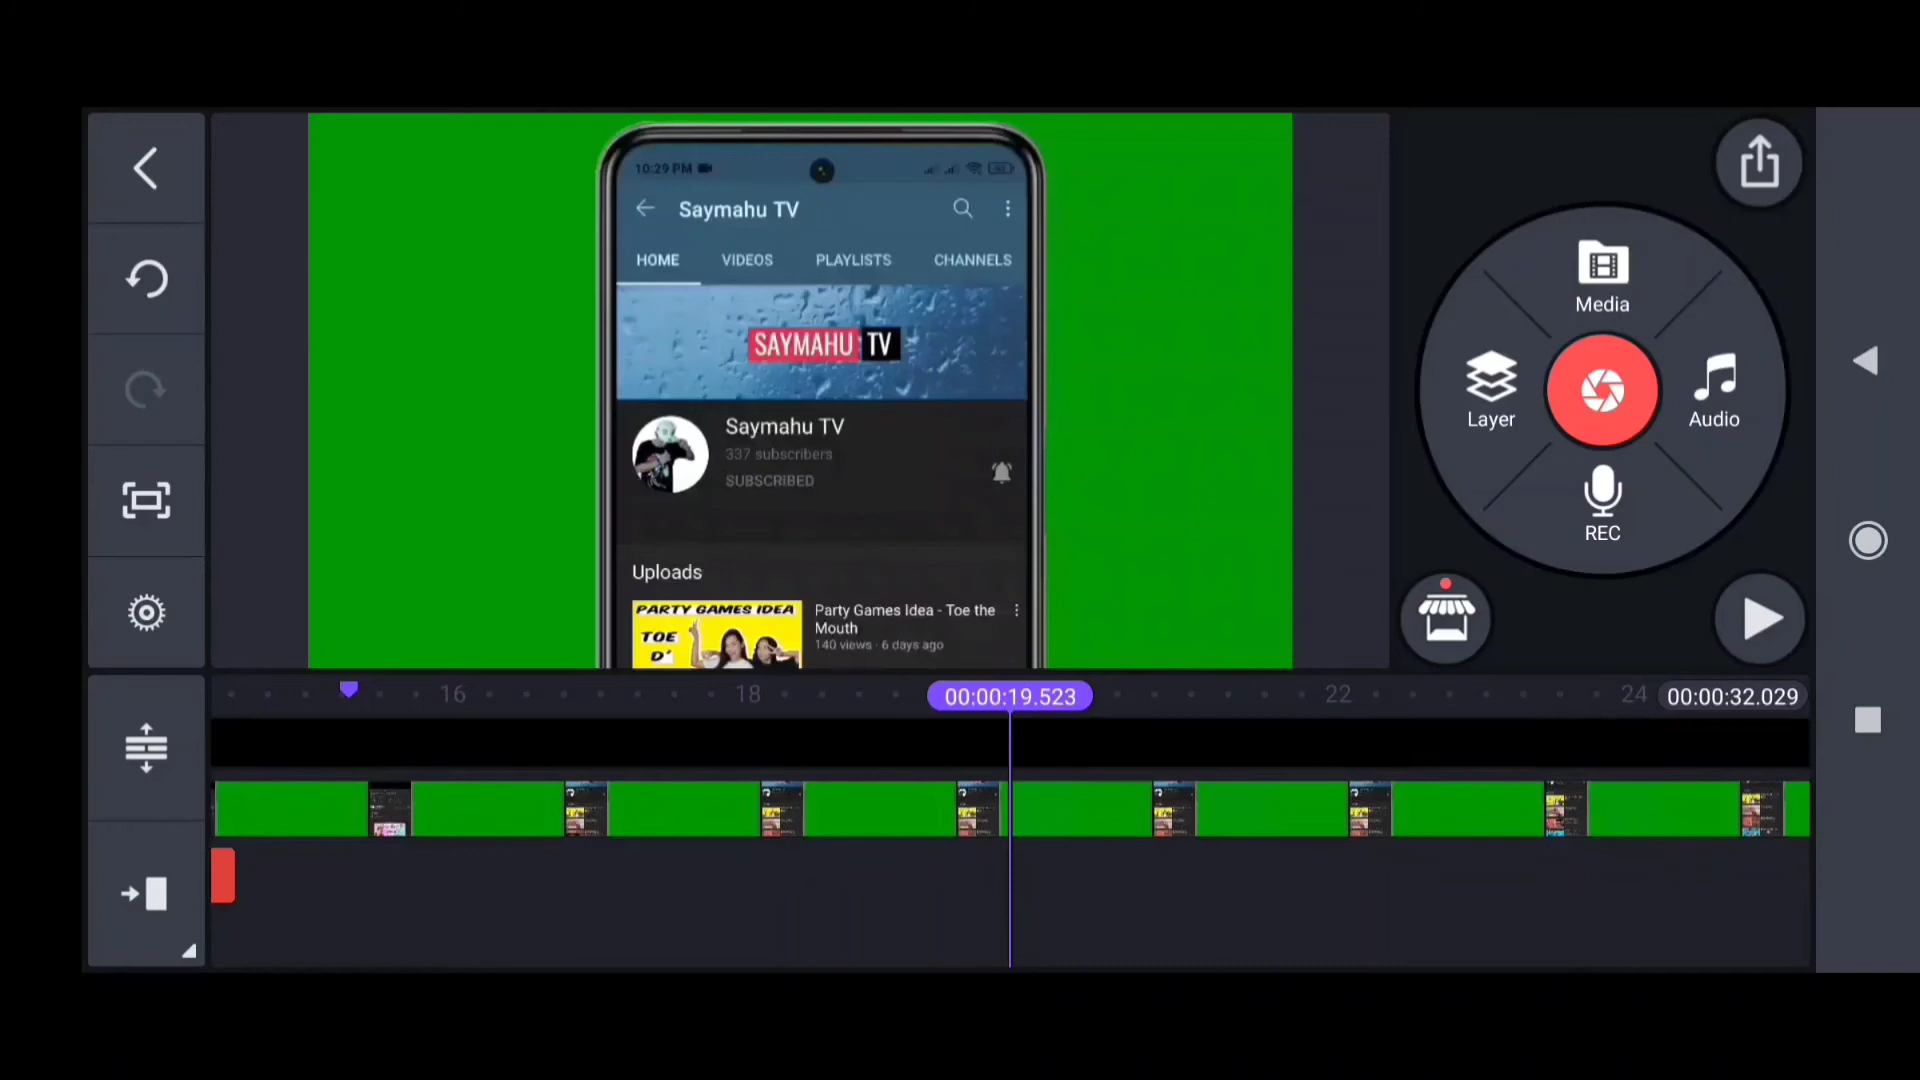 10:29 PM
Saymahu TV
HOME VIDEOS PLAYLISTS CHANNELS
SAYMAHU TV
Saymahu TV
337 subscribers
SUBSCRIBED
Uploads
PARTY GAMES IDEA
TOE
D'
Party Games Idea - Toe the
Mouth
140 views · 6 days ago
Media
Layer
Audio
REC
16
18
00:00:19.523
22
24
00:00:32.029